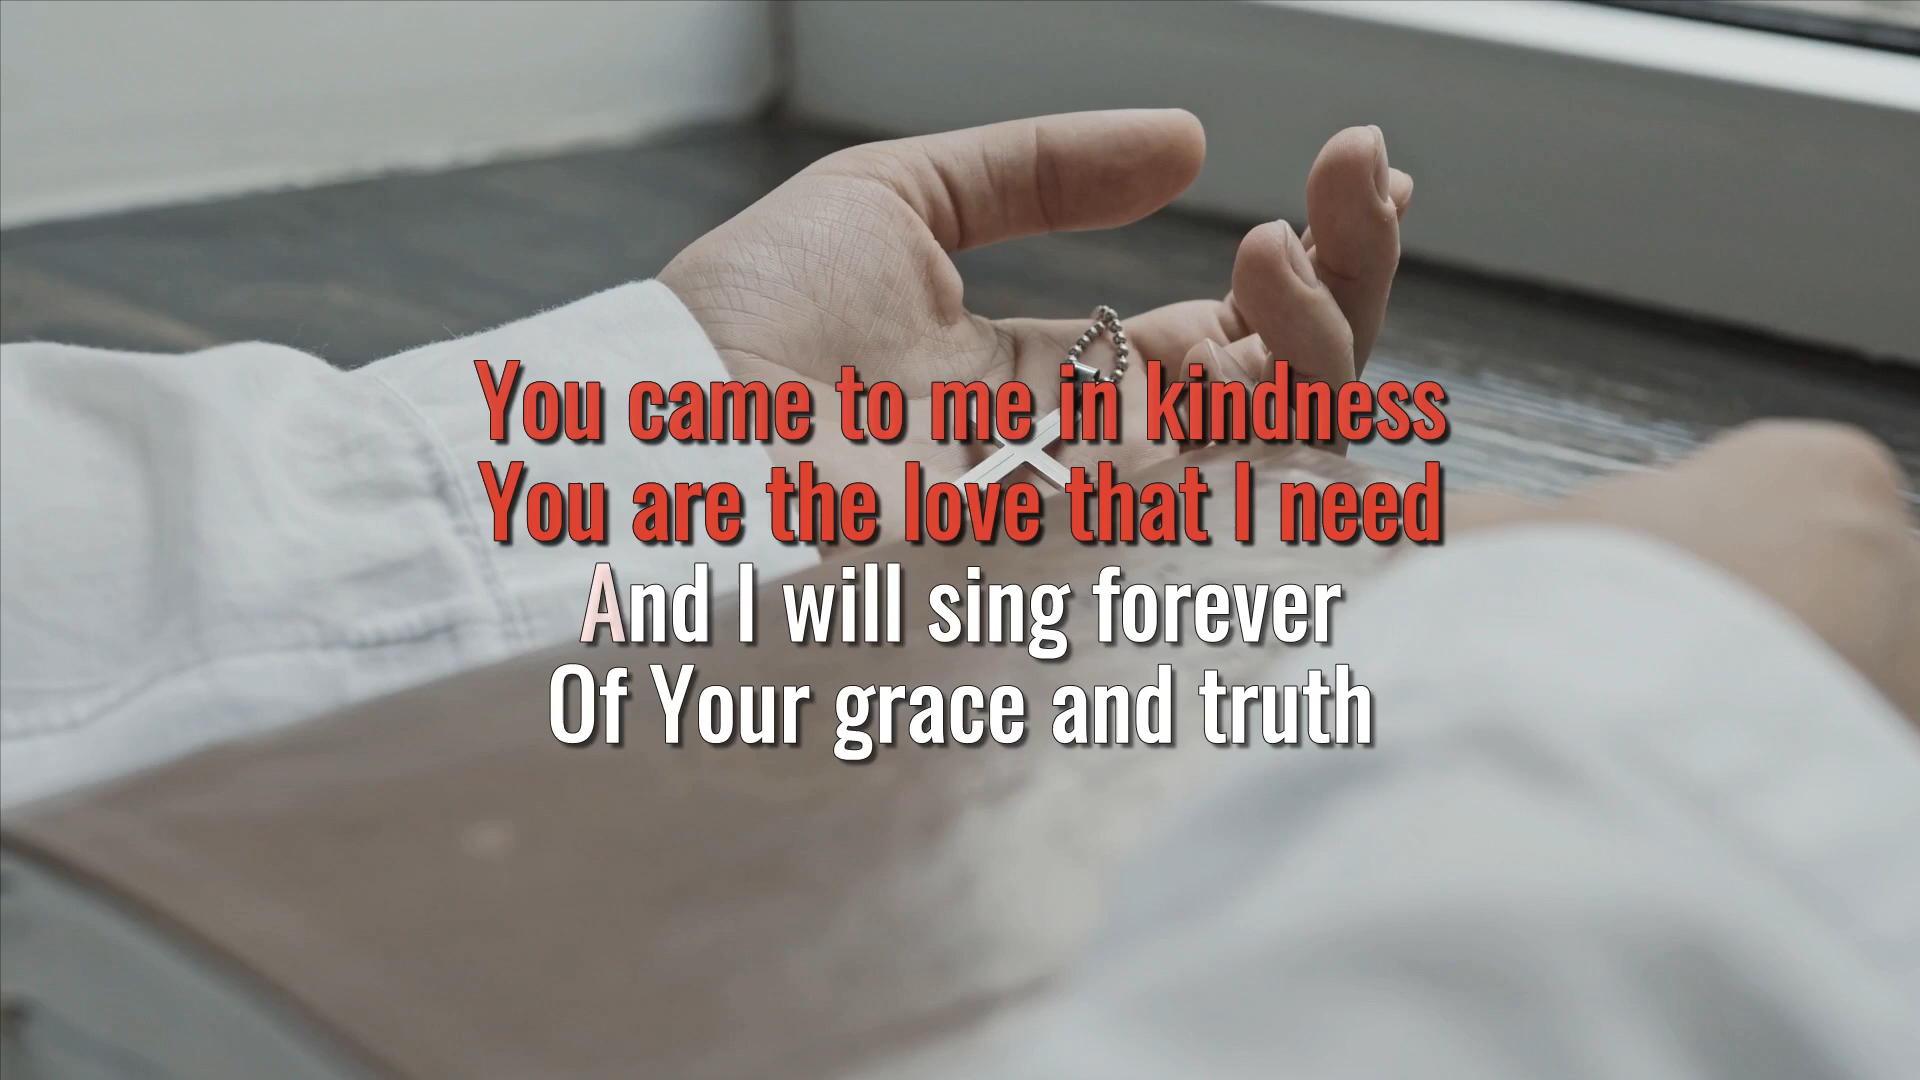 You came to me in kindness
You are the love that I need
And I will sing forever
Of Your grace and truth